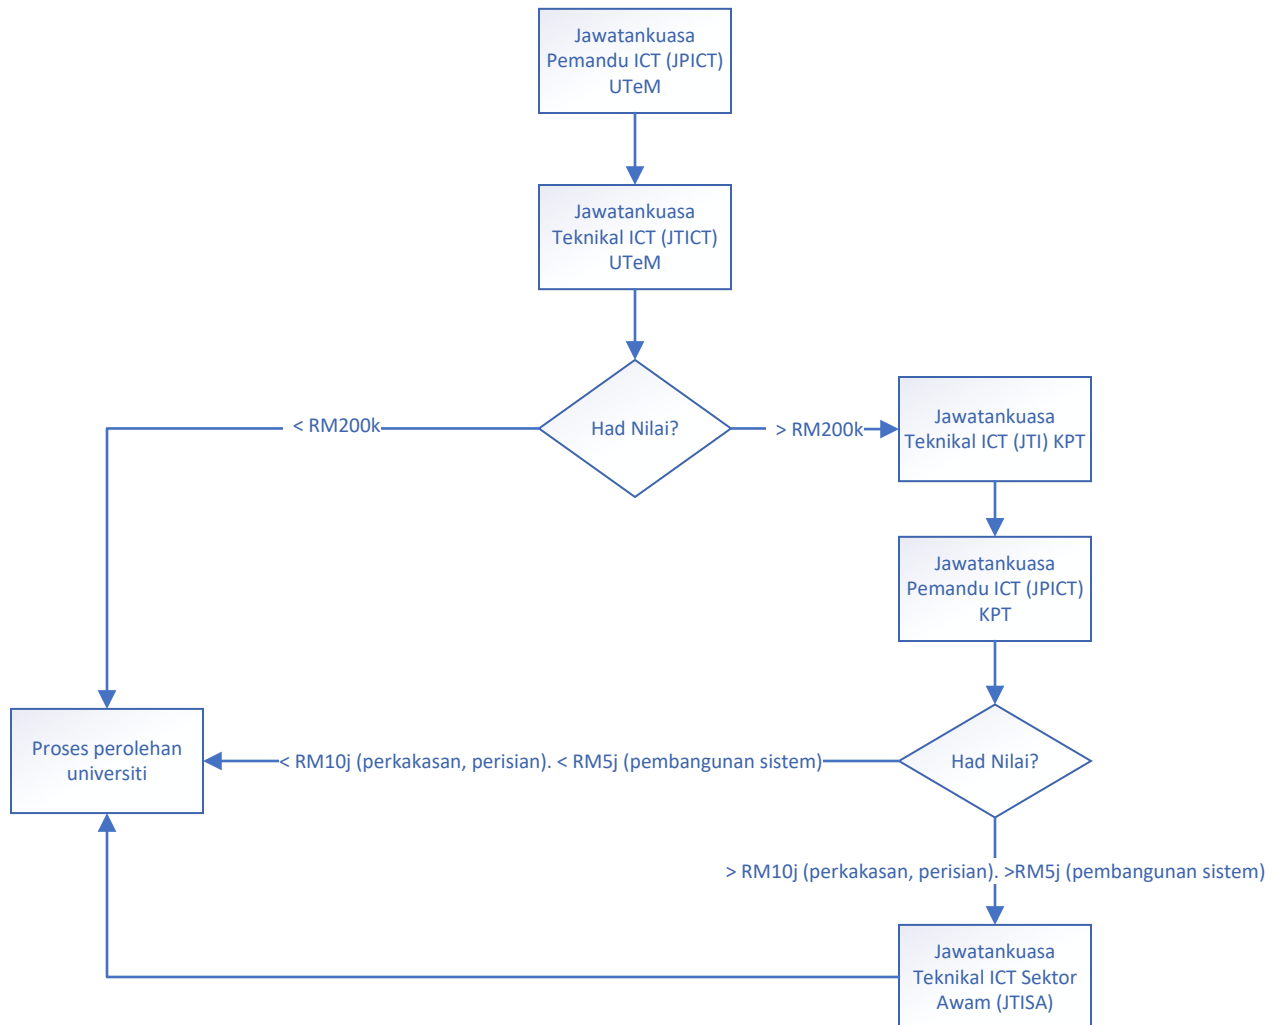 Jawatankuasa
Pemandu ICT (JPICT)
UTeM
Jawatankuasa
Teknikal ICT (JTICT)
UTeM
Had Nilai?
< RM200k
> RM200k
Jawatankuasa
Teknikal ICT (JTI) KPT
Jawatankuasa
Pemandu ICT (JPICT)
KPT
Proses perolehan
universiti
< RM10j (perkakasan, perisian). < RM5j (pembangunan sistem)
Had Nilai?
> RM10j (perkakasan, perisian). >RM5j (pembangunan sistem)
Jawatankuasa
Teknikal ICT Sektor
Awam (JTISA)